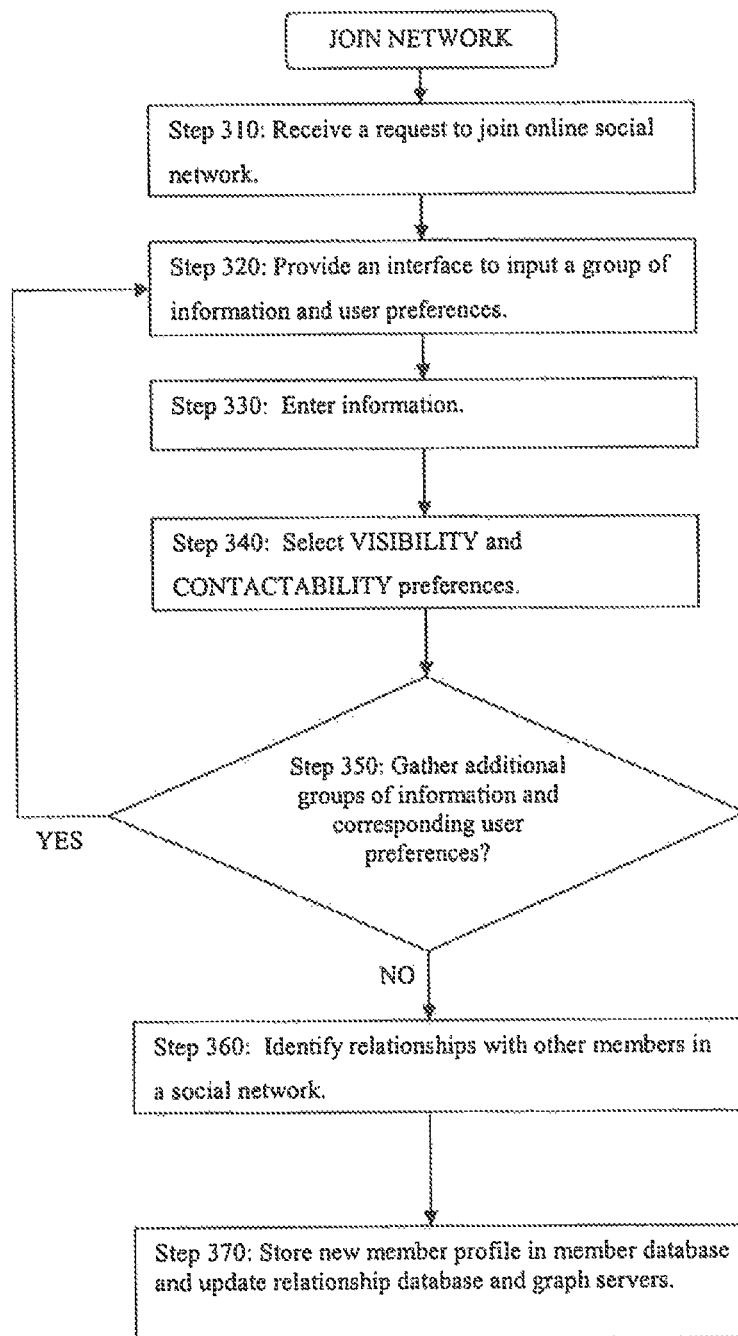 JOIN NETWORK
Step 310: Receive a request to join online social
network.
Step 320: Provide an interface to input a group of
information and user preferences.
Step 330: Enter information.
Step 340: Select VISIBILITY and
CONTACTABILITY preferences.
Step 350: Gather additional
groups of information and
corresponding user
preferences?
YES
NO
Step 360: Identify relationships with other members in
a social network.
Step 370: Store new member profile in member database
and update relationship database and graph servers.